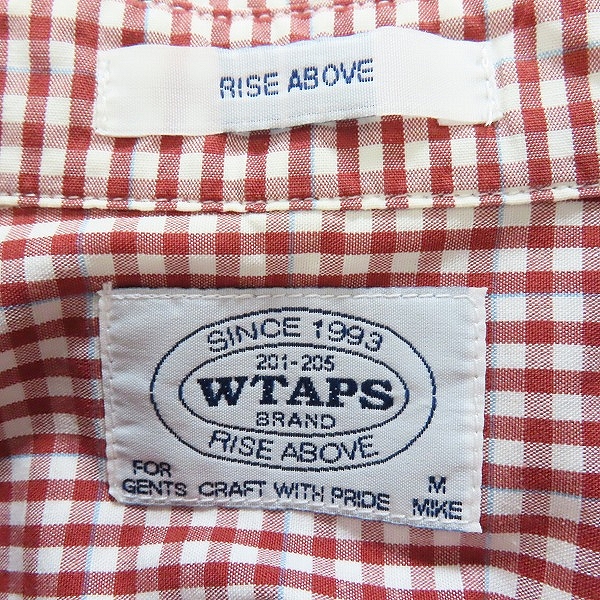 RISE ABOVE
SINCE 1993
201-205
WTAPS
BRAND
RISE ABOVE
FOR
GENTS CRAFT WITH PRIDE
M
MIKE